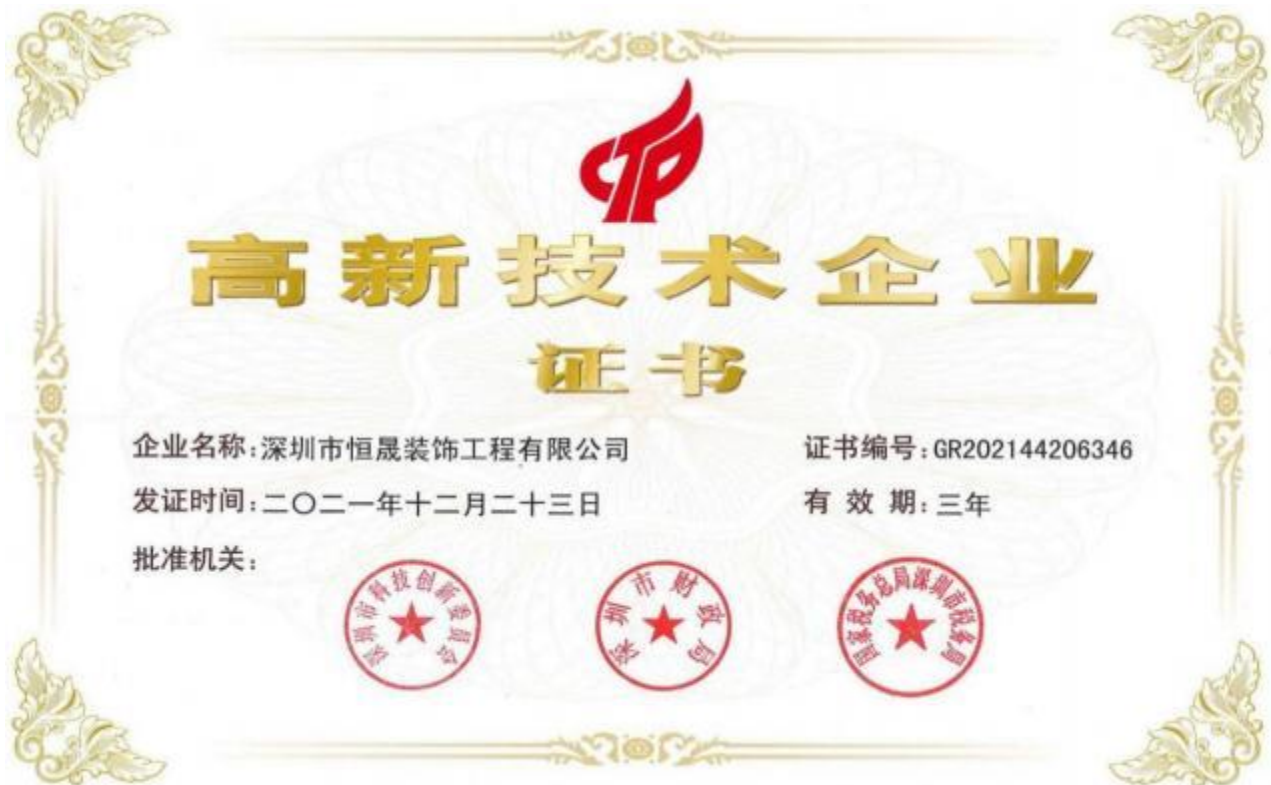 CTP
高新技术企业
证书
企业名称:深圳市恒晟装饰工程有限公司
证书编号:GR202144206346
发证时间:二〇二一年十二月二十三日
有 效 期:三年
批准机关:
深圳市科技创新委员会
深圳市财政局
国家税务总局深圳市税务局